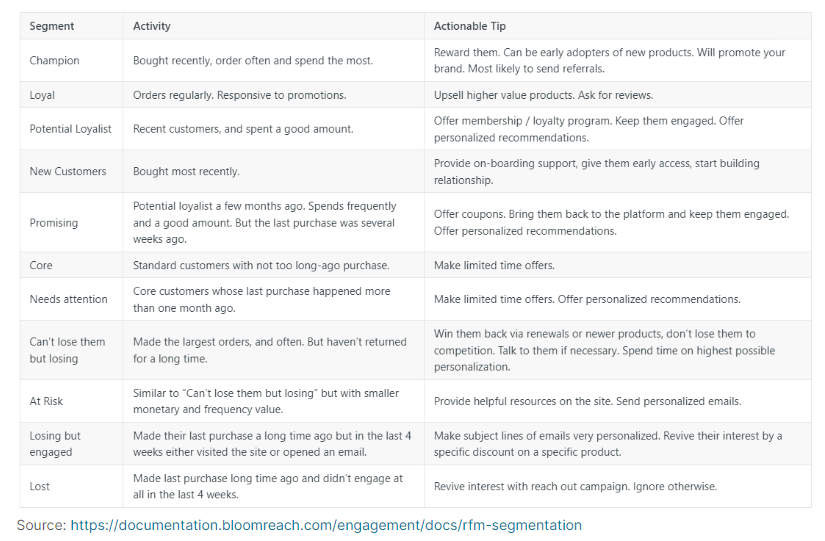 Segment Activity Actionable Tip
Champion Bought recently, order often and spend the most. Reward them. Can be early adopters of new products. Will promote your
brand. Most likely to send referrals.
Loyal Orders regularly. Responsive to promotions. Upsell higher value products. Ask for reviews.
Potential Loyalist Recent customers, and spent a good amount. Offer membership / loyalty program. Keep them engaged. Offer
personalized recommendations.
New Customers Bought most recently. Provide on-boarding support, give them early access, start building
relationship.
Promising Potential loyalist a few months ago. Spends frequently
and a good amount. But the last purchase was several
weeks ago. Offer coupons. Bring them back to the platform and keep them engaged.
Offer personalized recommendations.
Core Standard customers with not too long-ago purchase. Make limited time offers.
Needs attention Core customers whose last purchase happened more
than one month ago. Make limited time offers. Offer personalized recommendations.
Can't lose them
but losing Made the largest orders, and often. But haven't returned
for a long time. Win them back via renewals or newer products, don't lose them to
competition. Talk to them if necessary. Spend time on highest possible
personalization.
At Risk Similar to "Can't lose them but losing" but with smaller
monetary and frequency value. Provide helpful resources on the site. Send personalized emails.
Losing but
engaged Made their last purchase a long time ago but in the last 4
weeks either visited the site or opened an email. Make subject lines of emails very personalized. Revive their interest by a
specific discount on a specific product.
Lost Made last purchase long time ago and didn't engage at
all in the last 4 weeks. Revive interest with reach out campaign. Ignore otherwise.
Source: https://documentation.bloomreach.com/engagement/docs/rfm-segmentation